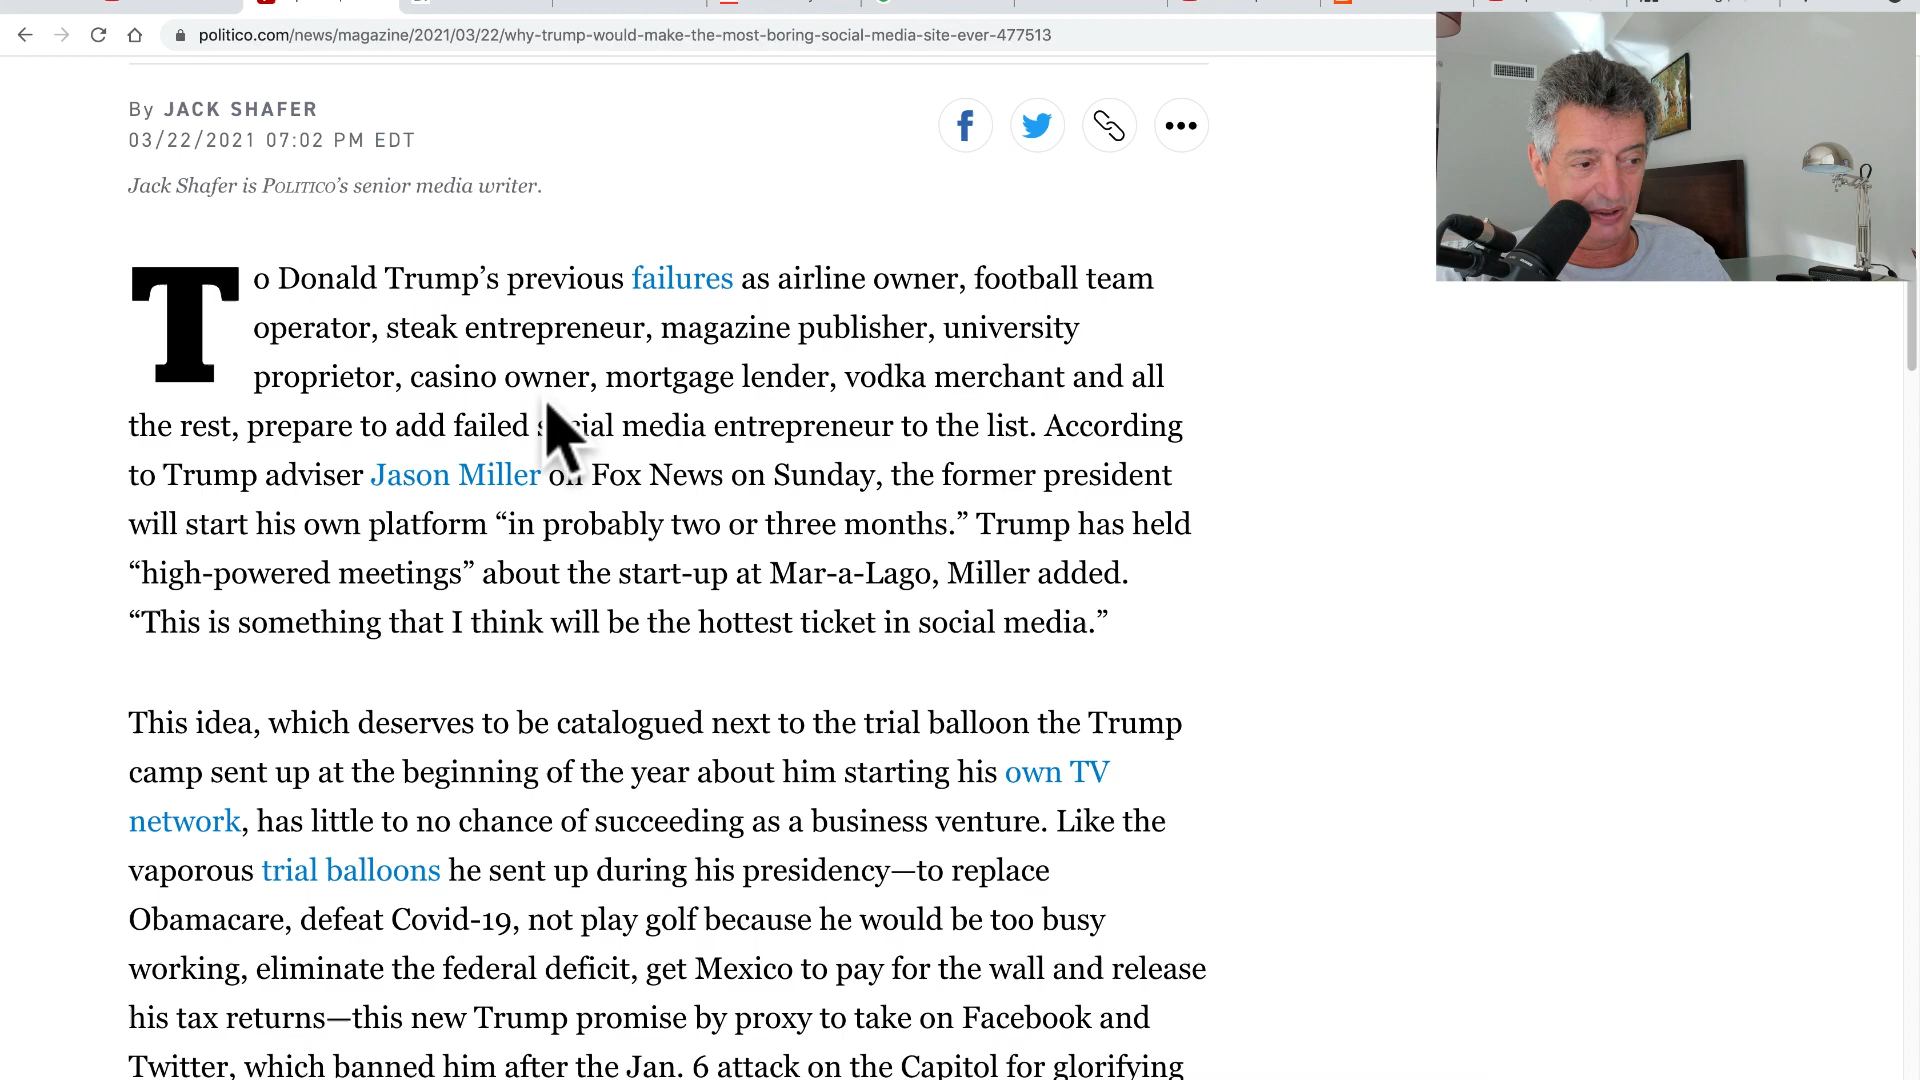 politico.com/news/magazine/2021/03/22/why-trump-would-make-the-most-boring-social-media-site-ever-477513
By JACK SHAFER
03/22/2021 07:02 PM EDT
Jack Shafer is POLITICO’s senior media writer.
To Donald Trump’s previous failures as airline owner, football team
operator, steak entrepreneur, magazine publisher, university
proprietor, casino owner, mortgage lender, vodka merchant and all
the rest, prepare to add failed social media entrepreneur to the list. According
to Trump adviser Jason Miller on Fox News on Sunday, the former president
will start his own platform “in probably two or three months.” Trump has held
“high-powered meetings” about the start-up at Mar-a-Lago, Miller added.
“This is something that I think will be the hottest ticket in social media.”
This idea, which deserves to be catalogued next to the trial balloon the Trump
camp sent up at the beginning of the year about him starting his own TV
network, has little to no chance of succeeding as a business venture. Like the
vaporous trial balloons he sent up during his presidency—to replace
Obamacare, defeat Covid-19, not play golf because he would be too busy
working, eliminate the federal deficit, get Mexico to pay for the wall and release
his tax returns—this new Trump promise by proxy to take on Facebook and
Twitter, which banned him after the Jan. 6 attack on the Capitol for glorifying